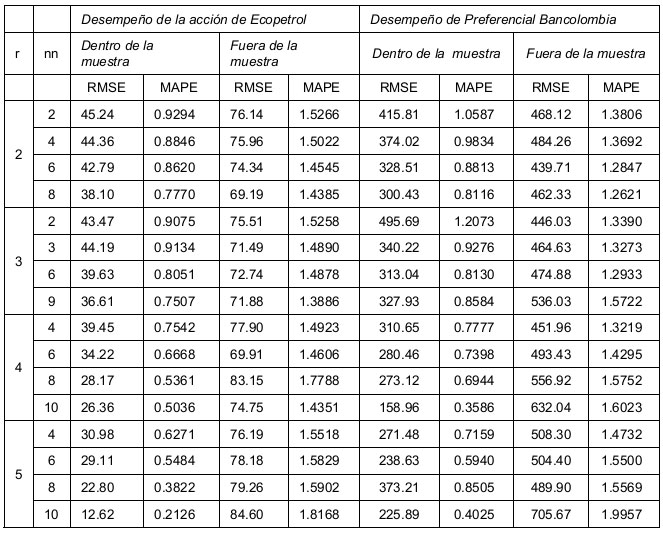 Desempeño de la acción de Ecopetrol Desempeño de Preferencial Bancolombia
r nn Dentro de la muestra Fuera de la muestra Dentro de la muestra Fuera de la muestra
RMSE MAPE RMSE MAPE RMSE MAPE RMSE MAPE
2 2 45.24 0.9294 76.14 1.5266 415.81 1.0587 468.12 1.3806
4 44.36 0.8846 75.96 1.5022 374.02 0.9834 484.26 1.3692
6 42.79 0.8620 74.34 1.4545 328.51 0.8813 439.71 1.2847
8 38.10 0.7770 69.19 1.4385 300.43 0.8116 462.33 1.2621
3 2 43.47 0.9075 75.51 1.5258 495.69 1.2073 446.03 1.3390
3 44.19 0.9134 71.49 1.4890 340.22 0.9276 464.63 1.3273
6 39.63 0.8051 72.74 1.4878 313.04 0.8130 474.88 1.2933
9 36.61 0.7507 71.88 1.3886 327.93 0.8584 536.03 1.5722
4 4 39.45 0.7542 77.90 1.4923 310.65 0.7777 451.96 1.3219
6 34.22 0.6668 69.91 1.4606 280.46 0.7398 493.43 1.4295
8 28.17 0.5361 83.15 1.7788 273.12 0.6944 556.92 1.5752
10 26.36 0.5036 74.75 1.4351 158.96 0.3586 632.04 1.6023
5 4 30.98 0.6271 76.19 1.5518 271.48 0.7159 508.30 1.4732
6 29.11 0.5484 78.18 1.5829 238.63 0.5940 504.40 1.5500
8 22.80 0.3822 79.26 1.5902 373.21 0.8505 489.90 1.5569
10 12.62 0.2126 84.60 1.8168 225.89 0.4025 705.67 1.9957